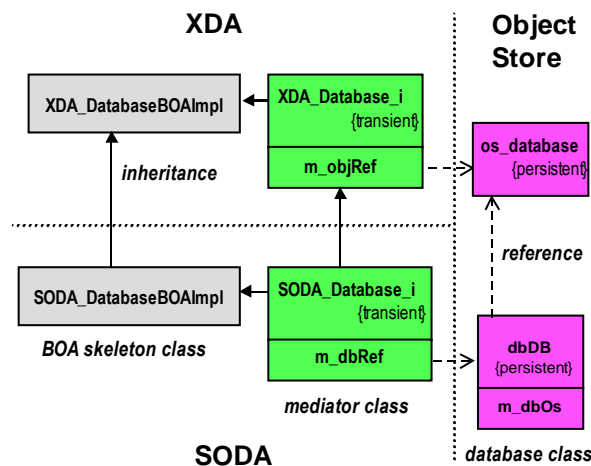 XDA
Object
Store
XDA_DatabaseBOAImpl
XDA_Database_i
{transient}
m_objRef
os_database
{persistent}
inheritance
reference
SODA_DatabaseBOAImpl
SODA_Database_i
{transient}
m_dbRef
BOA skeleton class
mediator class
dbDB
{persistent}
m_dbOs
database class
SODA